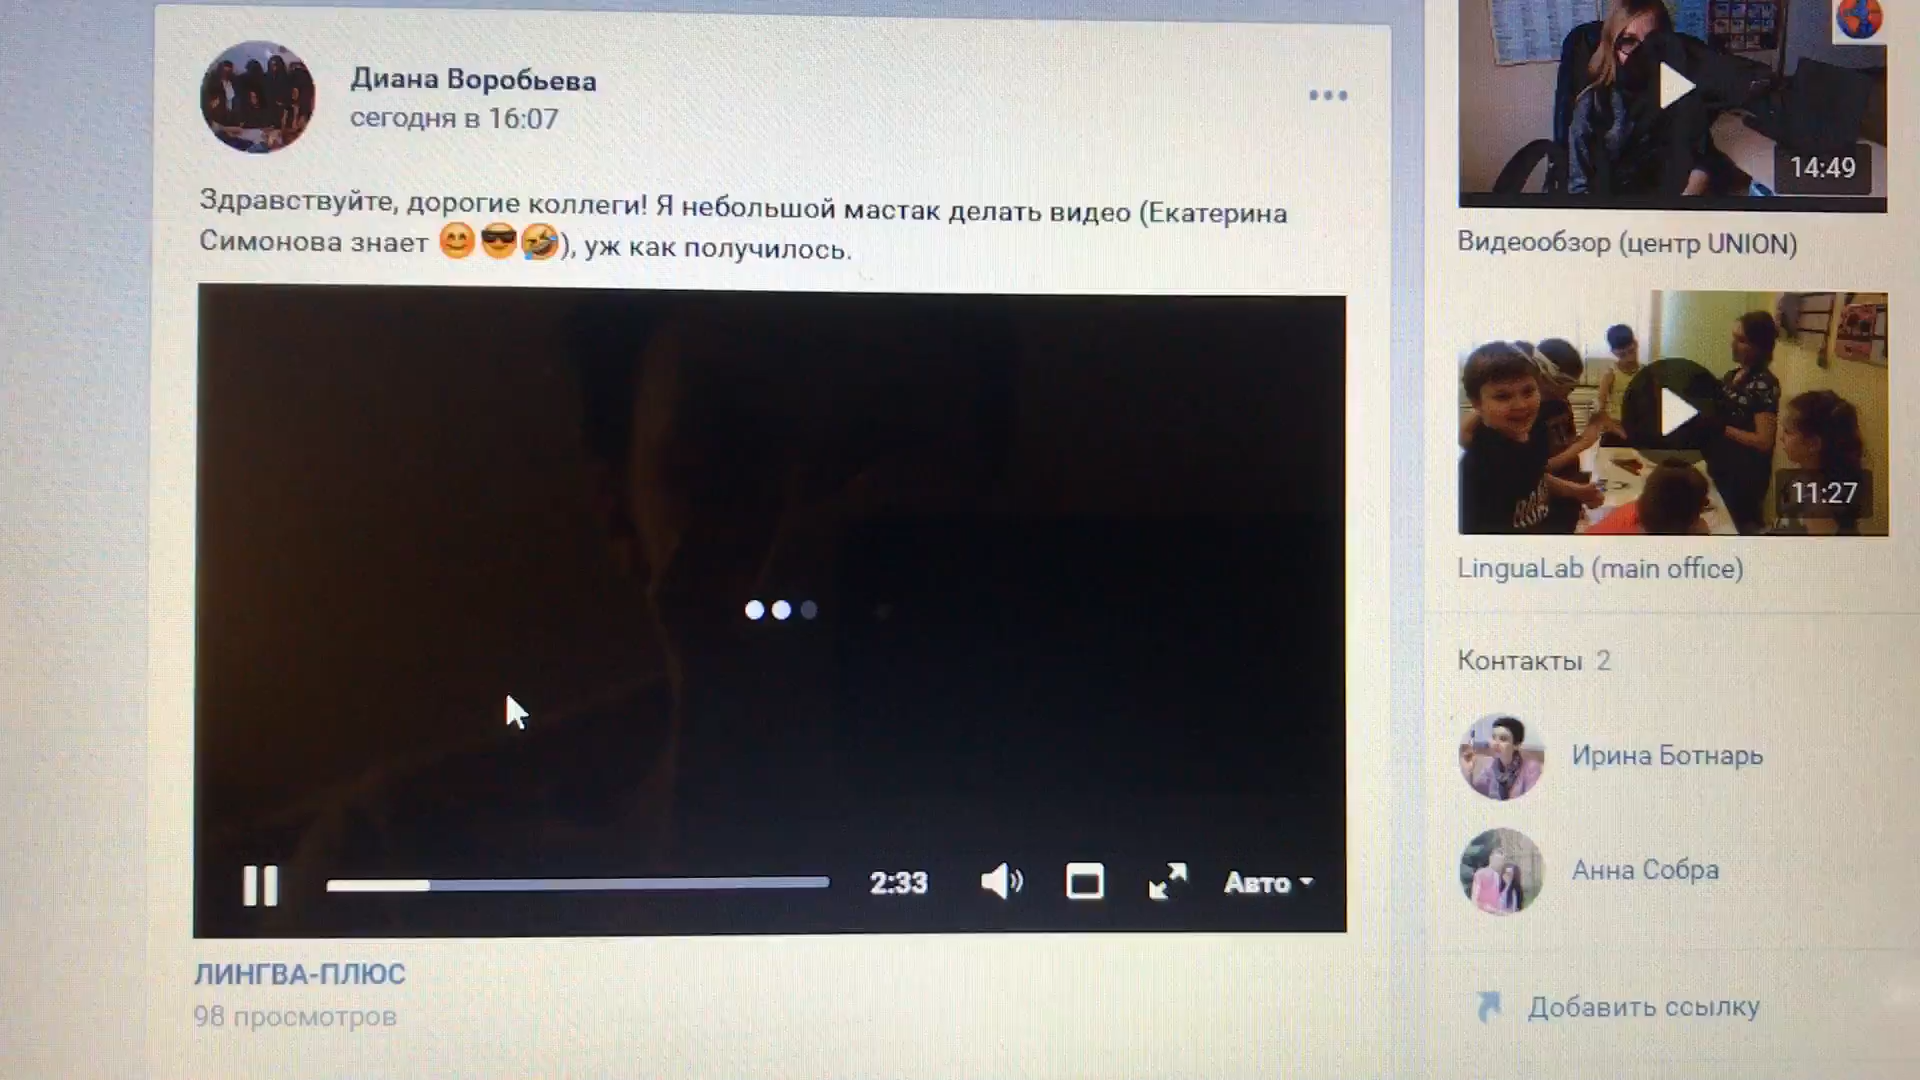 Диана Воробьева
сегодня в 16:07
Здравствуйте, дорогие коллеги! Я небольшой мастак делать видео (Екатерина
Симонова знает 😊😎🤣), уж как получилось.
2:33
Авто
ЛИНГВА-ПЛЮС
98 просмотров
14:49
Видеообзор (центр UNION)
11:27
LinguaLab (main office)
Контакты 2
Ирина Ботнарь
Анна Собра
Добавить ссылку